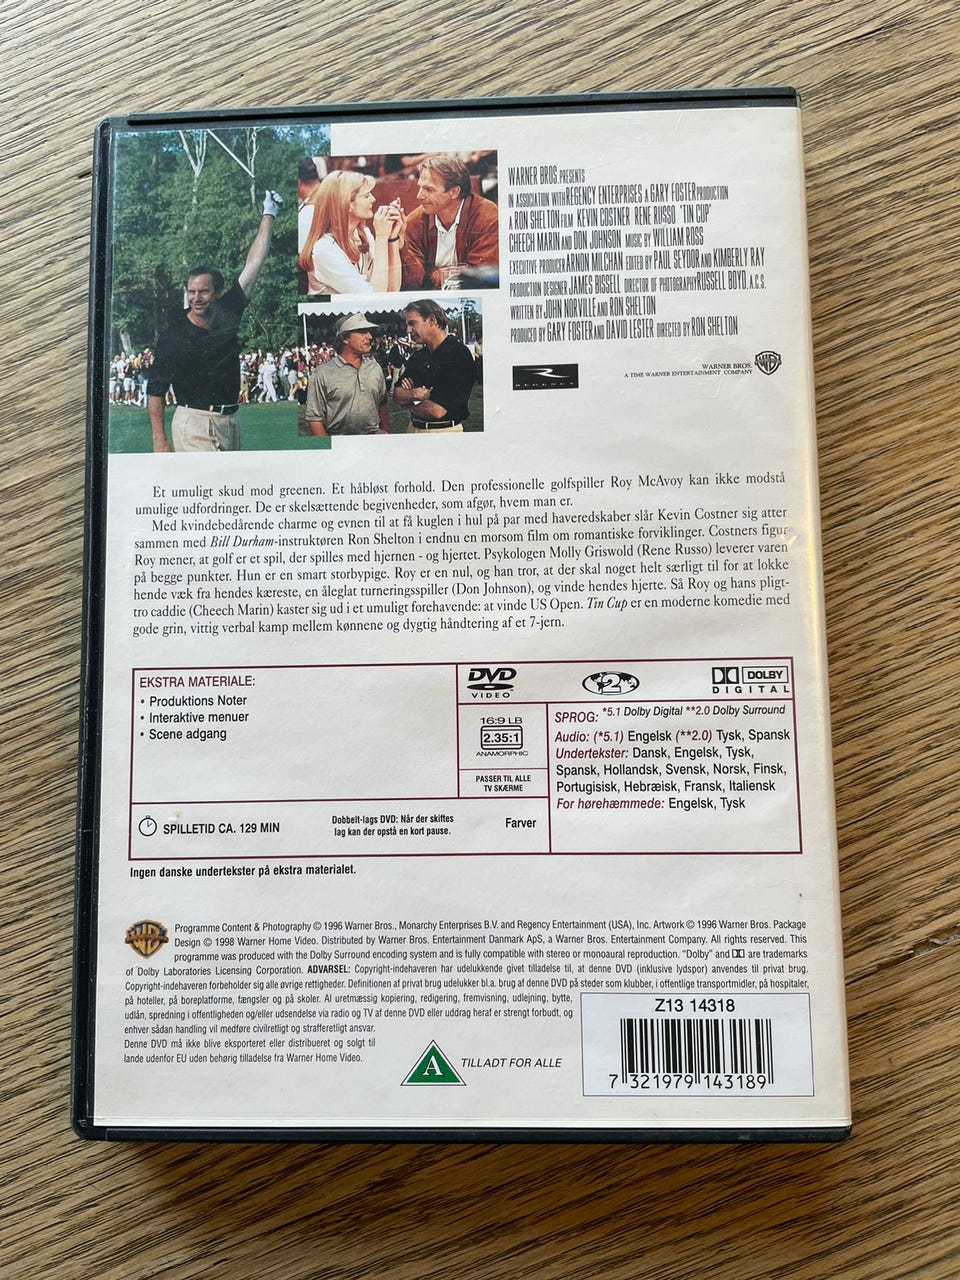 WARNER BROS. PRESENTS
IN ASSOCIATION WITH REGENCY ENTERPRISES A GARY FOSTER PRODUCTION
A RON SHELTON FILM KEVIN COSTNER RENE RUSSO "TIN CUP"
CHEECH MARIN AND DON JOHNSON MUSIC BY WILLIAM ROSS
EXECUTIVE PRODUCER ARNON MILCHAN EDITED BY PAUL SEYDOR AND KIMBERLY RAY
PRODUCTION DESIGNER JAMES BISSELL DIRECTOR OF PHOTOGRAPHY RUSSELL BOYD, A.C.S.
WRITTEN BY JOHN NORVILLE AND RON SHELTON
PRODUCED BY GARY FOSTER AND DAVID LESTER DIRECTED BY RON SHELTON
R
REGENCY
WARNER BROS.
A TIME WARNER ENTERTAINMENT COMPANY
WB
Et umuligt skud mod greenen. Et håbløst forhold. Den professionelle golfspiller Roy McAvoy kan ikke modstå
umulige udfordringer. De er skelsættende begivenheder, som afgør, hvem man er.
Med kvindebedårende charme og evnen til at få kuglen i hul på par med haveredskaber slår Kevin Costner sig atter
sammen med Bill Durham-instruktøren Ron Shelton i endnu en morsom film om romantiske forviklinger. Costners figur
Roy mener, at golf er et spil, der spilles med hjernen - og hjertet. Psykologen Molly Griswold (Rene Russo) leverer varen
på begge punkter. Hun er en smart storbypige. Roy er en nul, og han tror, at der skal noget helt særligt til for at lokke
hende væk fra hendes kæreste, en åleglat turneringsspiller (Don Johnson), og vinde hendes hjerte. Så Roy og hans pligt-
tro caddie (Cheech Marin) kaster sig ud i et umuligt forehavende: at vinde US Open. Tin Cup er en moderne komedie med
gode grin, vittig verbal kamp mellem kønnene og dygtig håndtering af et 7-jern.
EKSTRA MATERIALE:
• Produktions Noter
• Interaktive menuer
• Scene adgang
DVD
VIDEO
2
DOLBY
DIGITAL
16:9 LB
2.35:1
ANAMORPHIC
PASSER TIL ALLE
TV SKÆRME
SPROG: *5.1 Dolby Digital **2.0 Dolby Surround
Audio: (*5.1) Engelsk (**2.0) Tysk, Spansk
Undertekster: Dansk, Engelsk, Tysk,
Spansk, Hollandsk, Svensk, Norsk, Finsk,
Portugisisk, Hebræisk, Fransk, Italiensk
For hørehæmmede: Engelsk, Tysk
SPILLETID CA. 129 MIN
Dobbelt-lags DVD: Når der skiftes
lag kan der opstå en kort pause.
Farver
Ingen danske undertekster på ekstra materialet.
WB
Programme Content & Photography © 1996 Warner Bros., Monarchy Enterprises B.V. and Regency Entertainment (USA), Inc. Artwork © 1996 Warner Bros. Package
Design © 1998 Warner Home Video. Distributed by Warner Bros. Entertainment Danmark ApS, a Warner Bros. Entertainment Company. All rights reserved. This
programme was produced with the Dolby Surround encoding system and is fully compatible with stereo or monoaural reproduction. "Dolby" and DD are trademarks
of Dolby Laboratories Licensing Corporation. ADVARSEL: Copyright-indehaveren har udelukkende givet tilladelse til, at denne DVD (inklusive lydspor) anvendes til privat brug.
Copyright-indehaveren forbeholder sig alle øvrige rettigheder. Definitionen af privat brug udelukker bl.a. brug af denne DVD på steder som klubber, i offentlige transportmidler, på hospitaler,
på hoteller, på boreplatforme, fængsler og på skoler. Al uretmæssig kopiering, redigering, fremvisning, udlejning, bytte,
udlån, spredning i offentligheden og/eller udsendelse via radio og TV af denne DVD eller uddrag heraf er strengt forbudt, og
enhver sådan handling vil medføre civilretligt og strafferetligt ansvar.
Denne DVD må ikke blive eksporteret eller distribueret og solgt til
lande udenfor EU uden behørig tilladelse fra Warner Home Video.
A
TILLADT FOR ALLE
Z13 14318
7 321979 143189